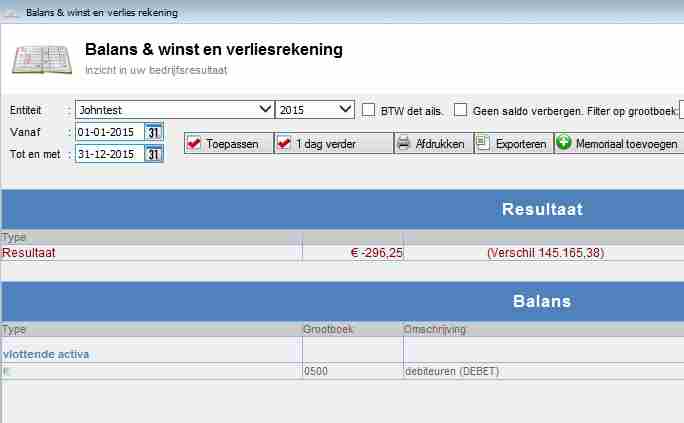 Balans & winst en verlies rekening
Balans & winst en verliesrekening
Inzicht in uw bedrijfsresultaat
Entiteit : Johntest 2015 BTW det ails. Geen saldo verbergen. Filter op grootboek:
Vanaf : 01-01-2015 31
Tot en met : 31-12-2015 31 Toepassen 1 dag verder Afdrukken Exporteren Memoriaal toevoegen
Resultaat
Type
Resultaat € -296,25 (Verschil 145.165,38)
Balans
Type Grootboek Omschrijving
vlottende activa
€ 0500 debiteuren (DEBET)